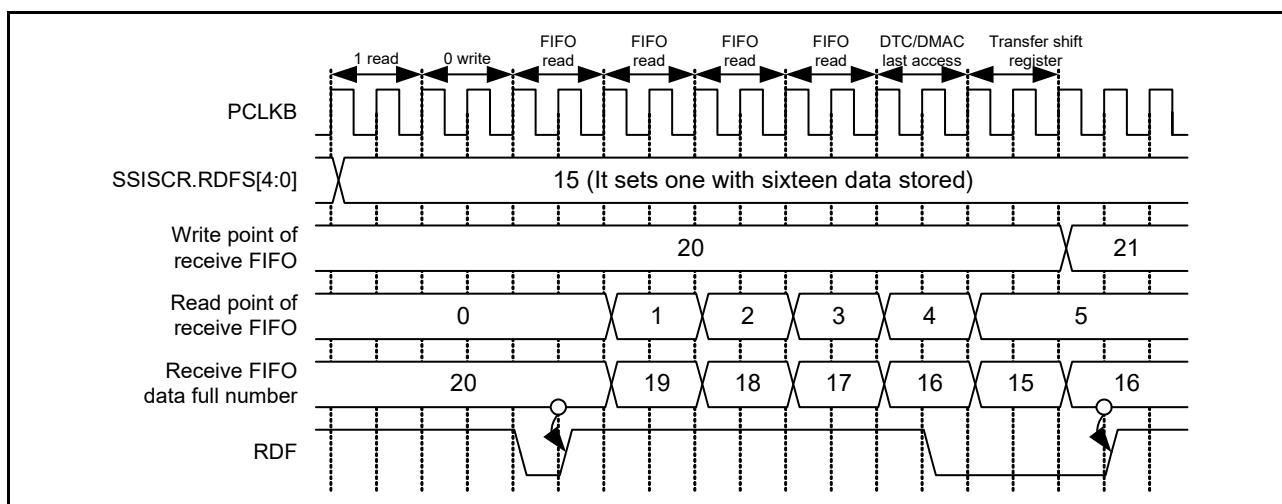 1 read
0 write
FIFO
read
FIFO
read
FIFO
read
FIFO
read
DTC/DMAC
last access
Transfer shift
register
PCLKB
SSISCR.RDFS[4:0]
15 (It sets one with sixteen data stored)
Write point of
receive FIFO
20
21
Read point of
receive FIFO
0
1
2
3
4
5
Receive FIFO
data full number
20
19
18
17
16
15
16
RDF